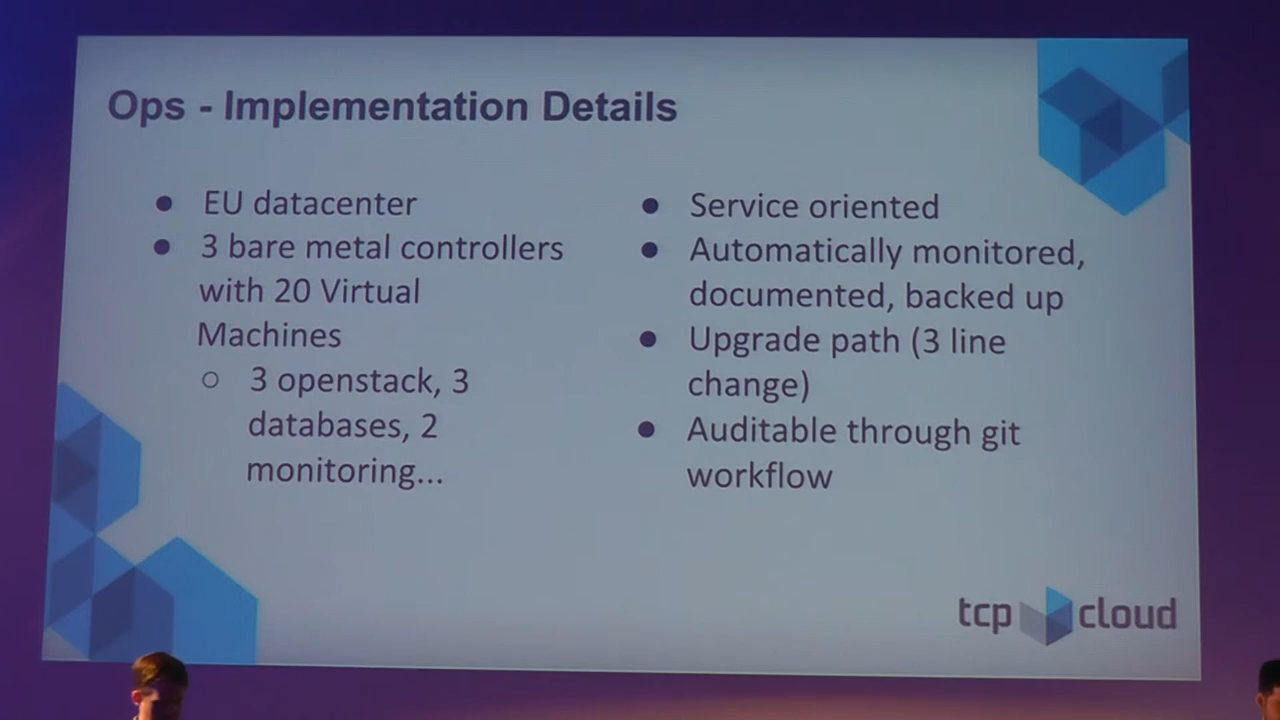 Ops - Implementation Details
● EU datacenter
● 3 bare metal controllers
with 20 Virtual
Machines
○ 3 openstack, 3
databases, 2
monitoring...
● Service oriented
● Automatically monitored,
documented, backed up
● Upgrade path (3 line
change)
● Auditable through git
workflow
tcp cloud